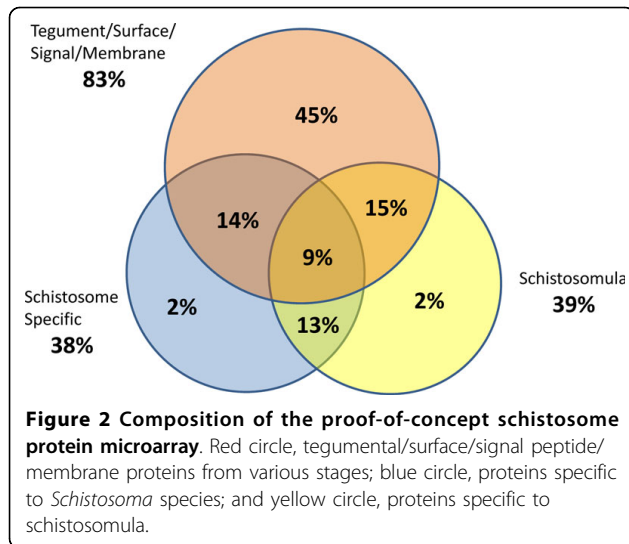 Tegument/Surface/
Signal/Membrane
83%
45%
14%
15%
9%
Schistosome
Specific
38%
2%
13%
2%
Schistosomula
39%
Figure 2 Composition of the proof-of-concept schistosome
protein microarray. Red circle, tegumental/surface/signal peptide/
membrane proteins from various stages; blue circle, proteins specific
to Schistosoma species; and yellow circle, proteins specific to
schistosomula.